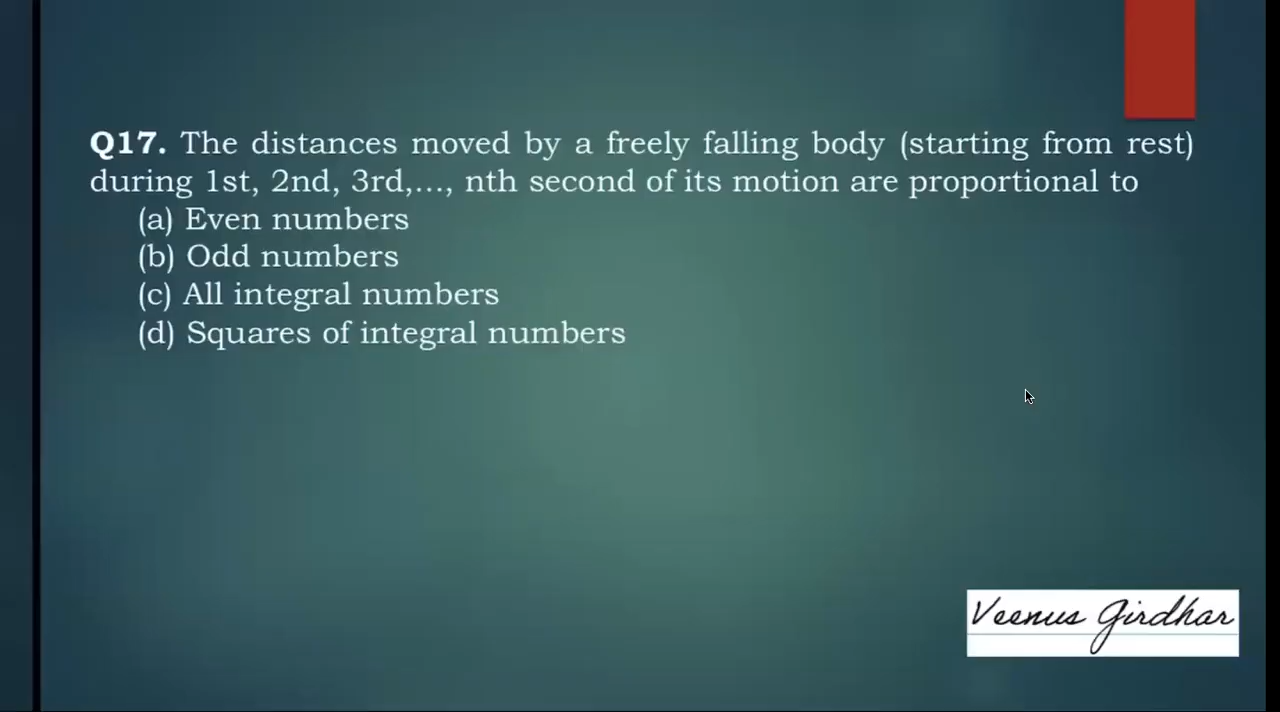 Q17. The distances moved by a freely falling body (starting from rest)
during 1st, 2nd, 3rd,..., nth second of its motion are proportional to
(a) Even numbers
(b) Odd numbers
(c) All integral numbers
(d) Squares of integral numbers
Veenus Girdhar